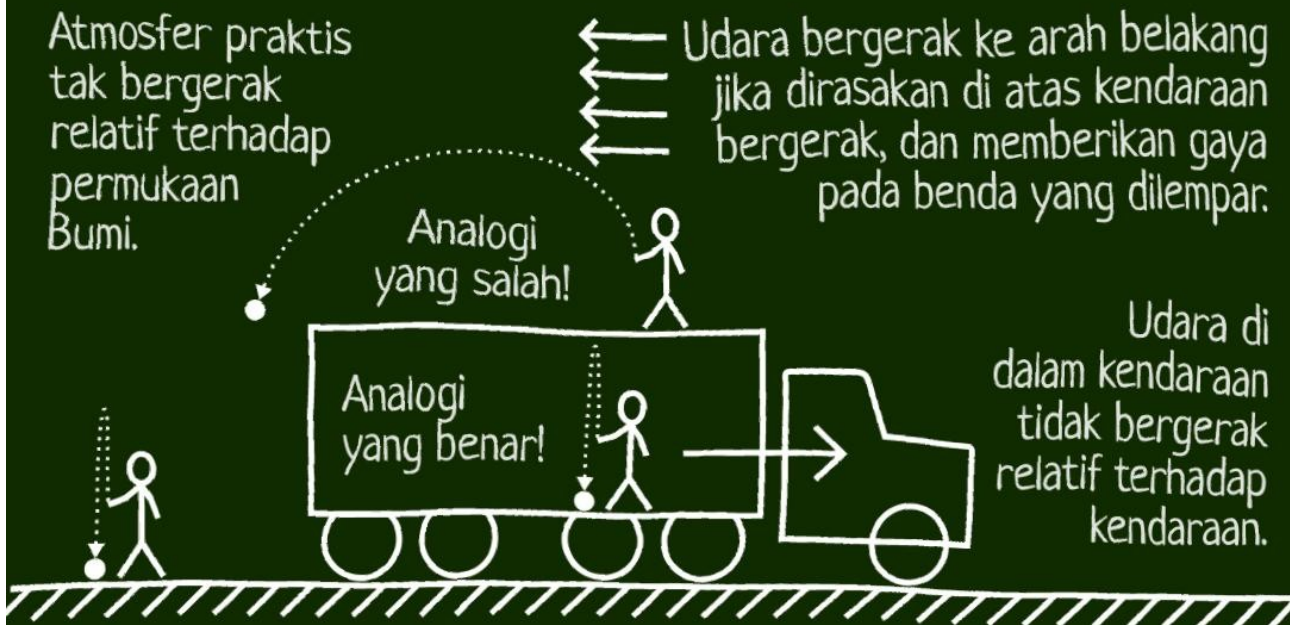 Atmosfer praktis
tak bergerak
relatif terhadap
permukaan
Bumi.
Udara bergerak ke arah belakang
jika dirasakan di atas kendaraan
bergerak, dan memberikan gaya
pada benda yang dilempar.
Analogi
yang salah!
Analogi
yang benar!
Udara di
dalam kendaraan
tidak bergerak
relatif terhadap
kendaraan.